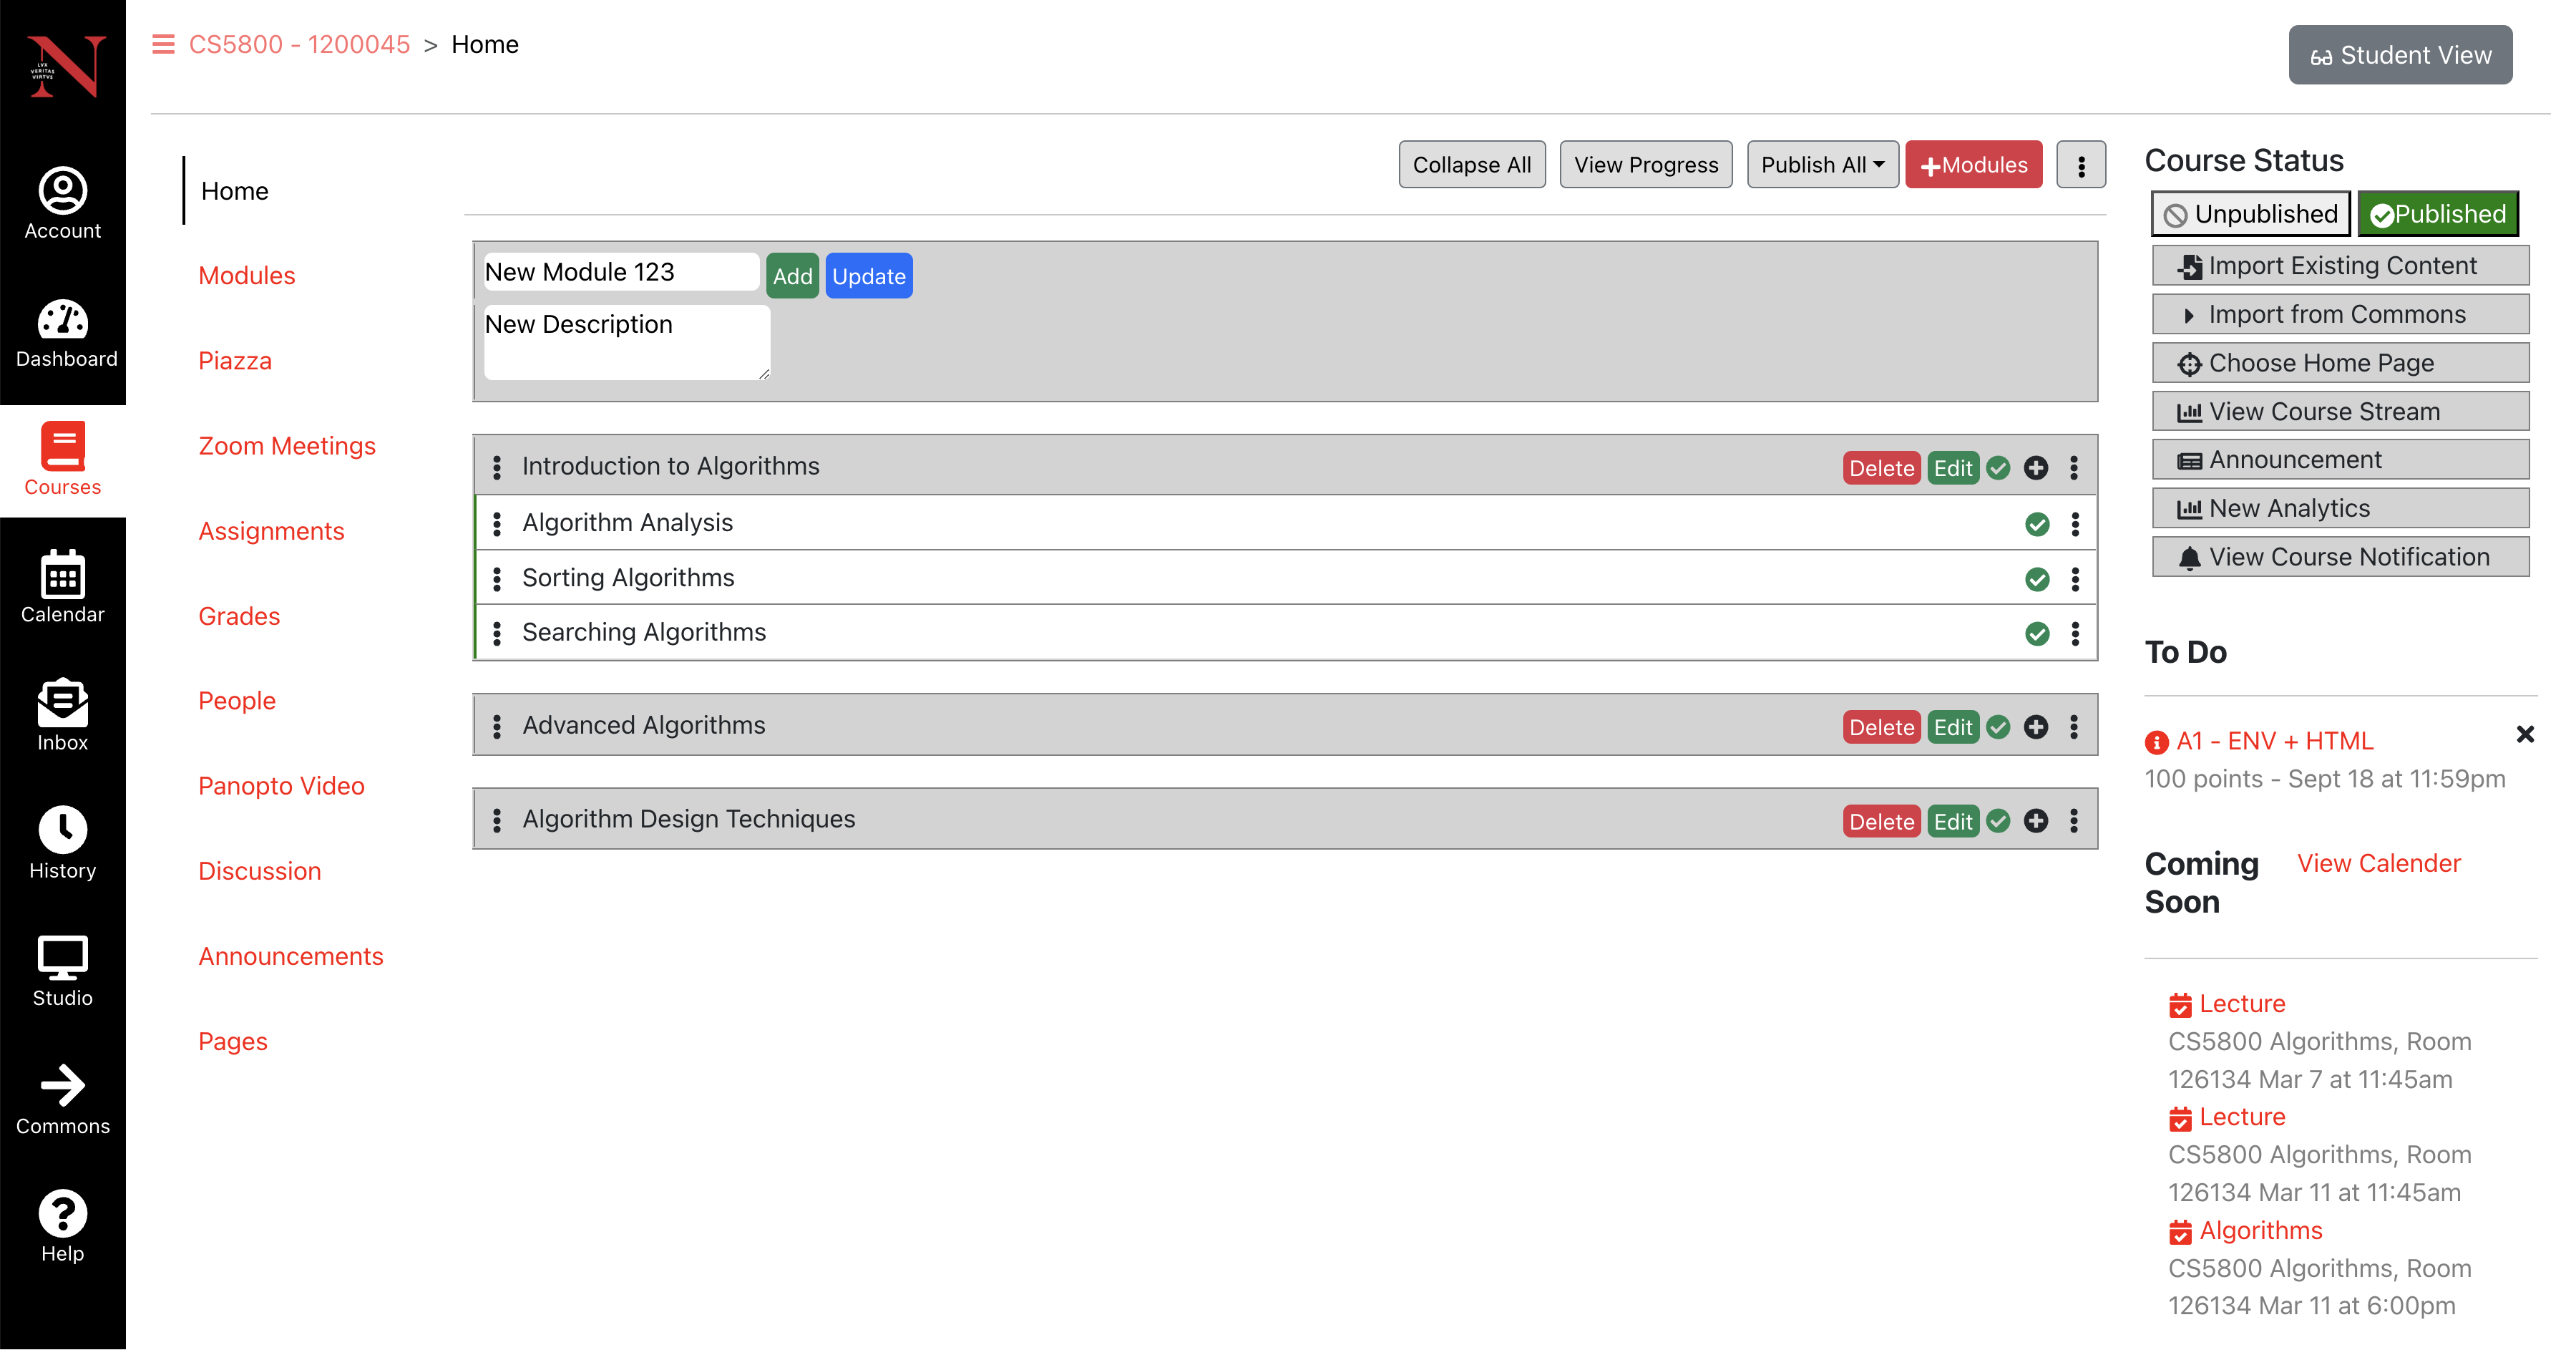 N
LVX
VERITAS
VIRTVS
Account
Dashboard
Courses
Calendar
Inbox
History
Studio
Commons
Help
CS5800 - 1200045 > Home
Student View
Home
Modules
Piazza
Zoom Meetings
Assignments
Grades
People
Panopto Video
Discussion
Announcements
Pages
Collapse All View Progress Publish All +Modules
New Module 123 Add Update
New Description
Introduction to Algorithms Delete Edit
Algorithm Analysis
Sorting Algorithms
Searching Algorithms
Advanced Algorithms Delete Edit
Algorithm Design Techniques Delete Edit
Course Status
Unpublished Published
Import Existing Content
Import from Commons
Choose Home Page
View Course Stream
Announcement
New Analytics
View Course Notification
To Do
A1 - ENV + HTML
100 points - Sept 18 at 11:59pm
Coming View Calender
Soon
Lecture
CS5800 Algorithms, Room
126134 Mar 7 at 11:45am
Lecture
CS5800 Algorithms, Room
126134 Mar 11 at 11:45am
Algorithms
CS5800 Algorithms, Room
126134 Mar 11 at 6:00pm